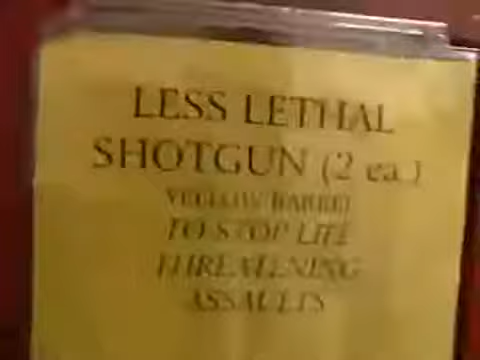 LESS LETHAL
SHOTGUN (2 ea.)
YELLOW BARREL
TO STOP LIFE
THREATENING
ASSAULTS